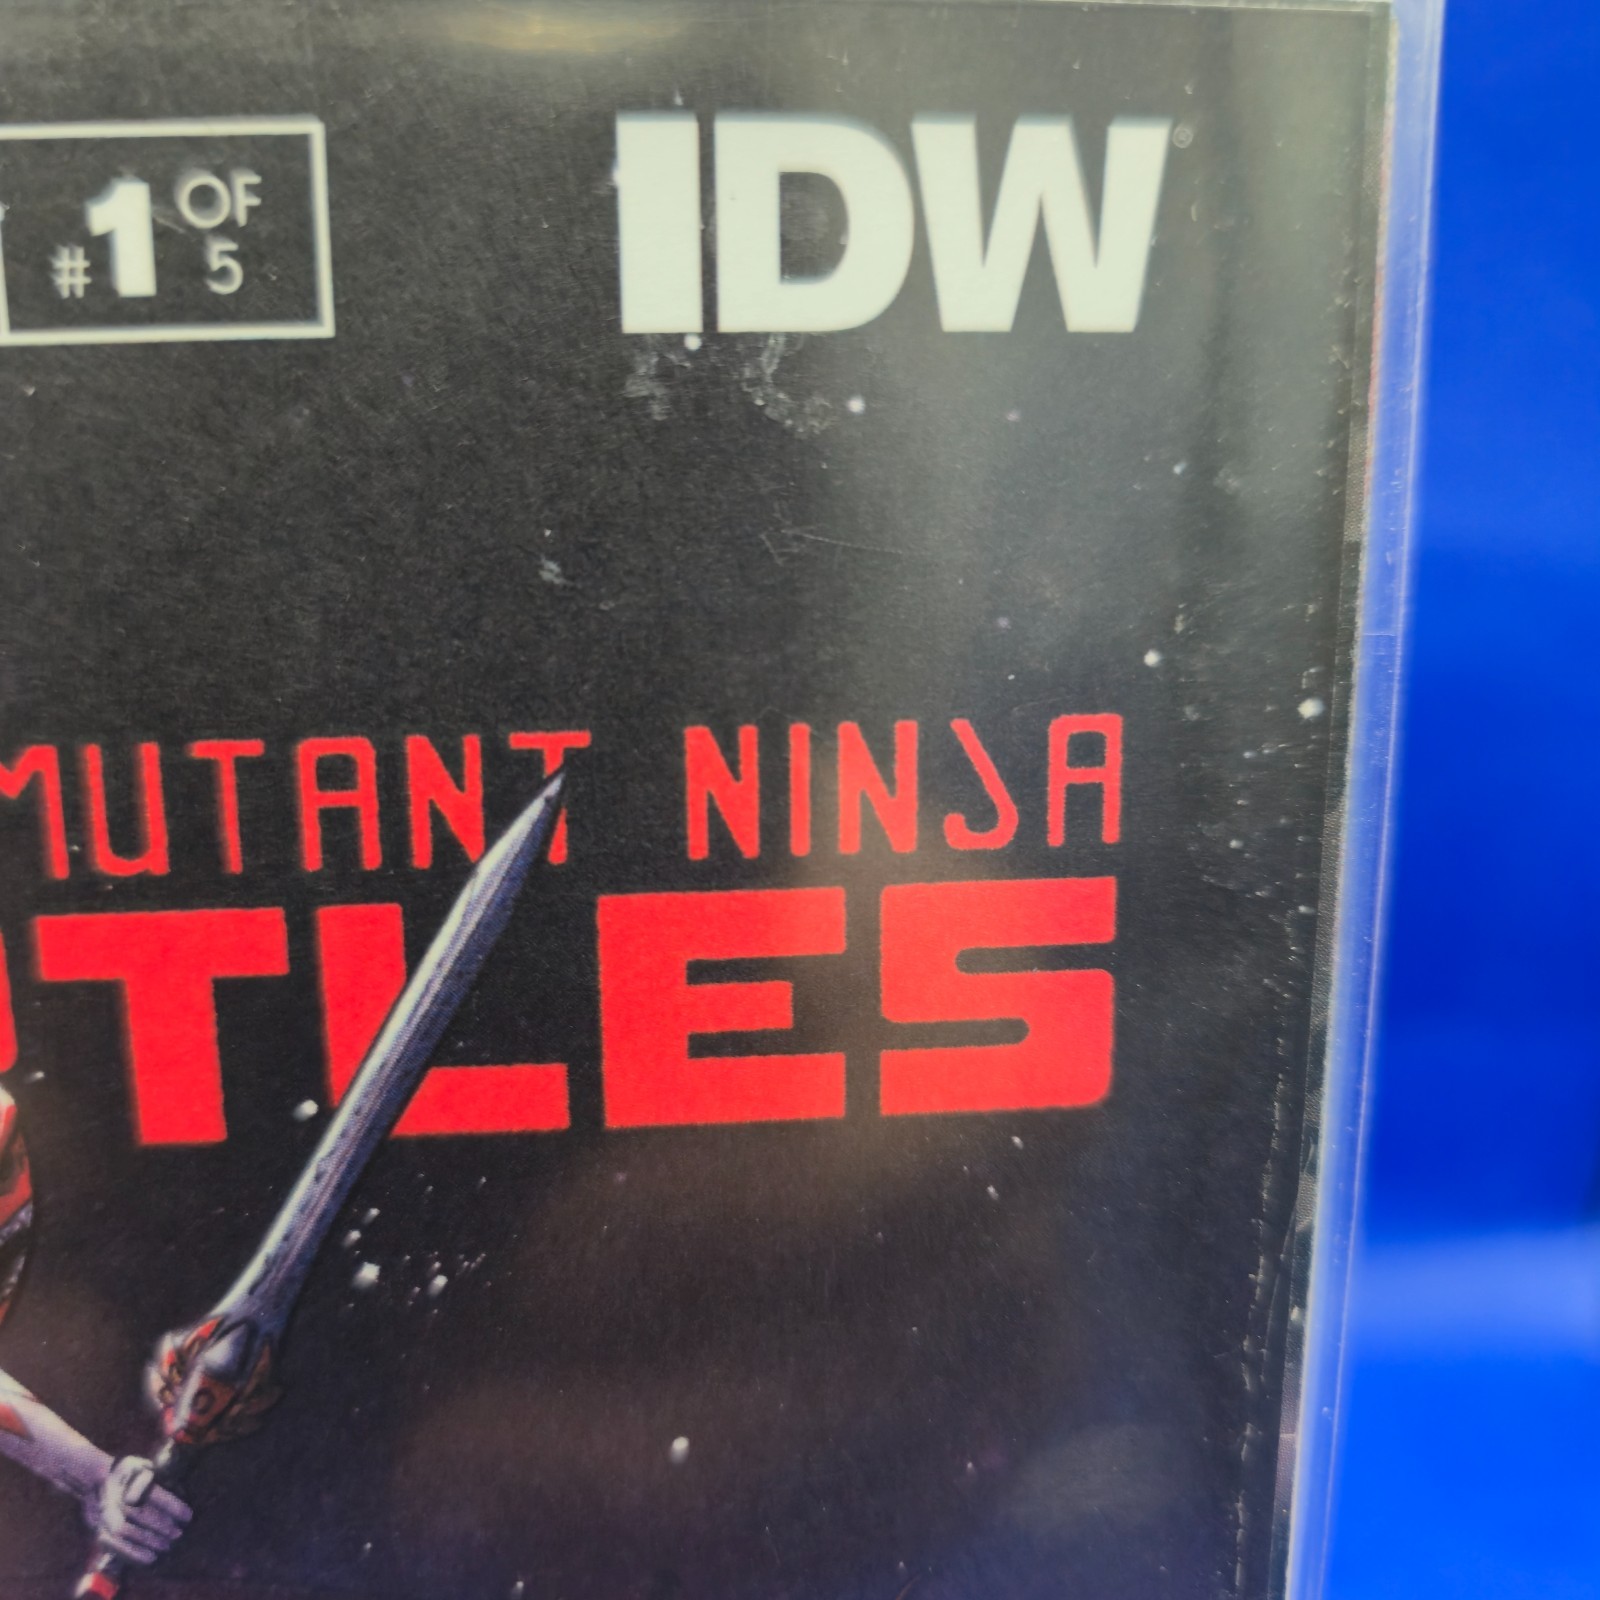 #1 OF 5
IDW®
MUTANT NINJA
TLES